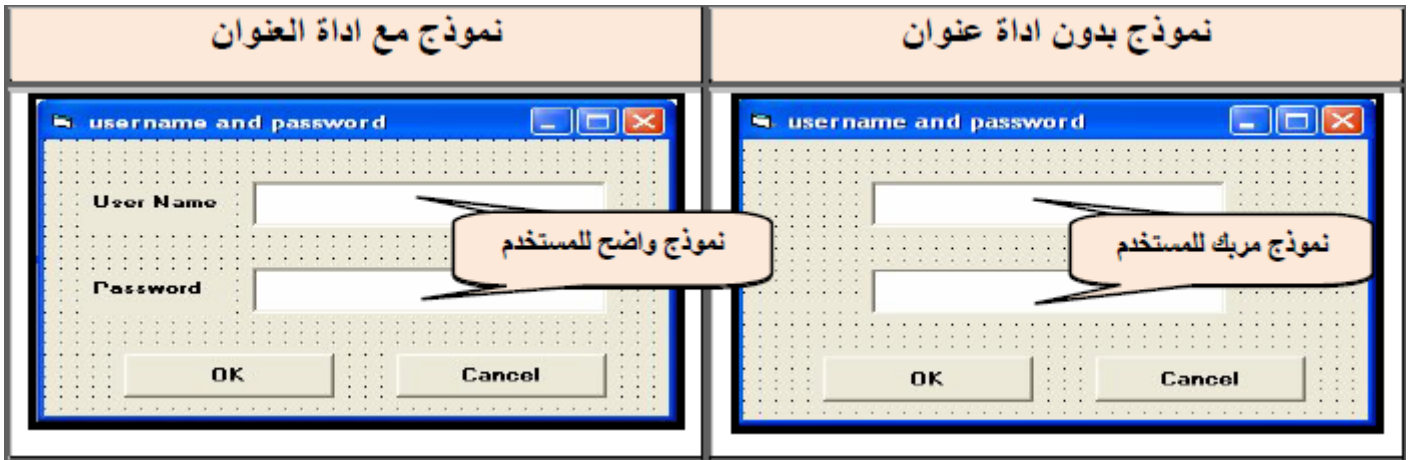 نموذج بدون اداة عنوان
username and password
نموذج مربك للمستخدم
OK
Cancel
نموذج مع اداة العنوان
username and password
User Name
نموذج واضح للمستخدم
Password
OK
Cancel